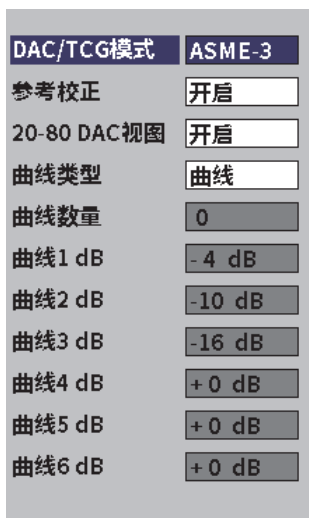 DAC/TCG模式 ASME-3
参考校正 开启
20-80 DAC视图 开启
曲线类型 曲线
曲线数量 0
曲线1 dB - 4 dB
曲线2 dB -10 dB
曲线3 dB -16 dB
曲线4 dB + 0 dB
曲线5 dB + 0 dB
曲线6 dB + 0 dB